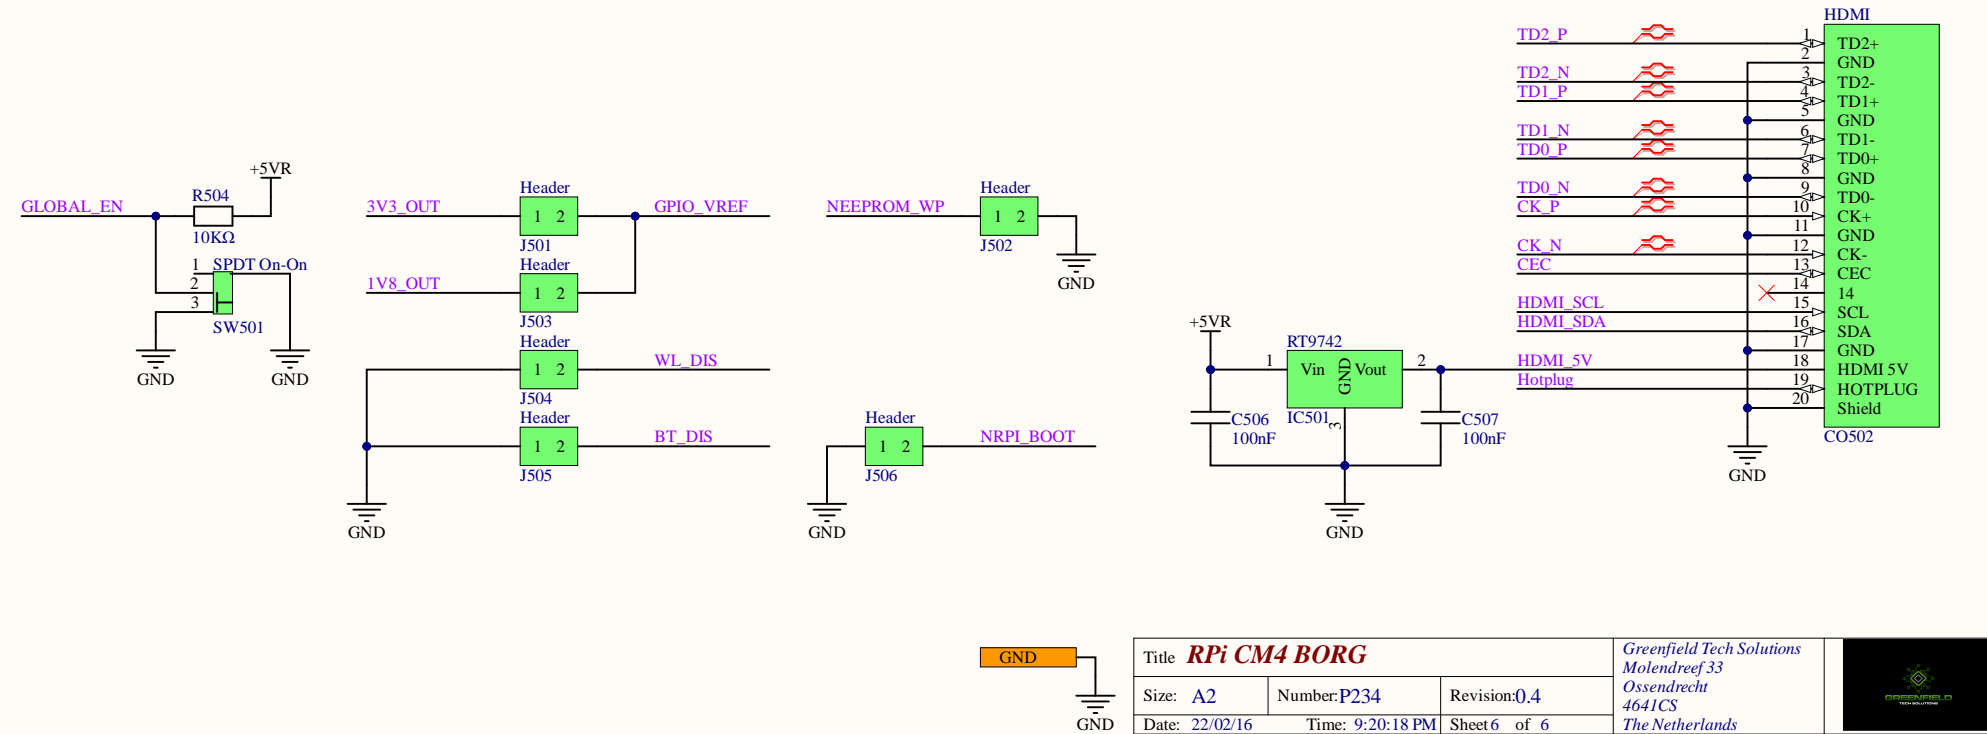 GLOBAL_EN
R504
+5VR
10KΩ
1
SPDT On-On
2
3
SW501
GND
GND
3V3_OUT
Header
1 2
J501
GPIO_VREF
1V8_OUT
Header
1 2
J503
Header
1 2
J504
WL_DIS
Header
1 2
J505
BT_DIS
GND
NEEPROM_WP
Header
1 2
J502
GND
Header
1 2
J506
NRPI_BOOT
GND
+5VR
RT9742
1
Vin
GND
Vout
2
IC501
3
C506
100nF
C507
100nF
GND
HDMI
TD2_P 1 TD2+
2 GND
TD2_N 3 TD2-
TD1_P 4 TD1+
5 GND
TD1_N 6 TD1-
TD0_P 7 TD0+
8 GND
TD0_N 9 TD0-
CK_P 10 CK+
11 GND
CK_N 12 CK-
CEC 13 CEC
14 14
HDMI_SCL 15 SCL
HDMI_SDA 16 SDA
17 GND
HDMI_5V 18 HDMI 5V
Hotplug 19 HOTPLUG
20 Shield
CO502
GND
GND
GND
Title RPi CM4 BORG
Size: A2 Number:P234 Revision:0.4
Date: 22/02/16 Time: 9:20:18 PM Sheet 6 of 6
Greenfield Tech Solutions
Molendreef 33
Ossendrecht
4641CS
The Netherlands
GREENFIELD
TECH SOLUTIONS